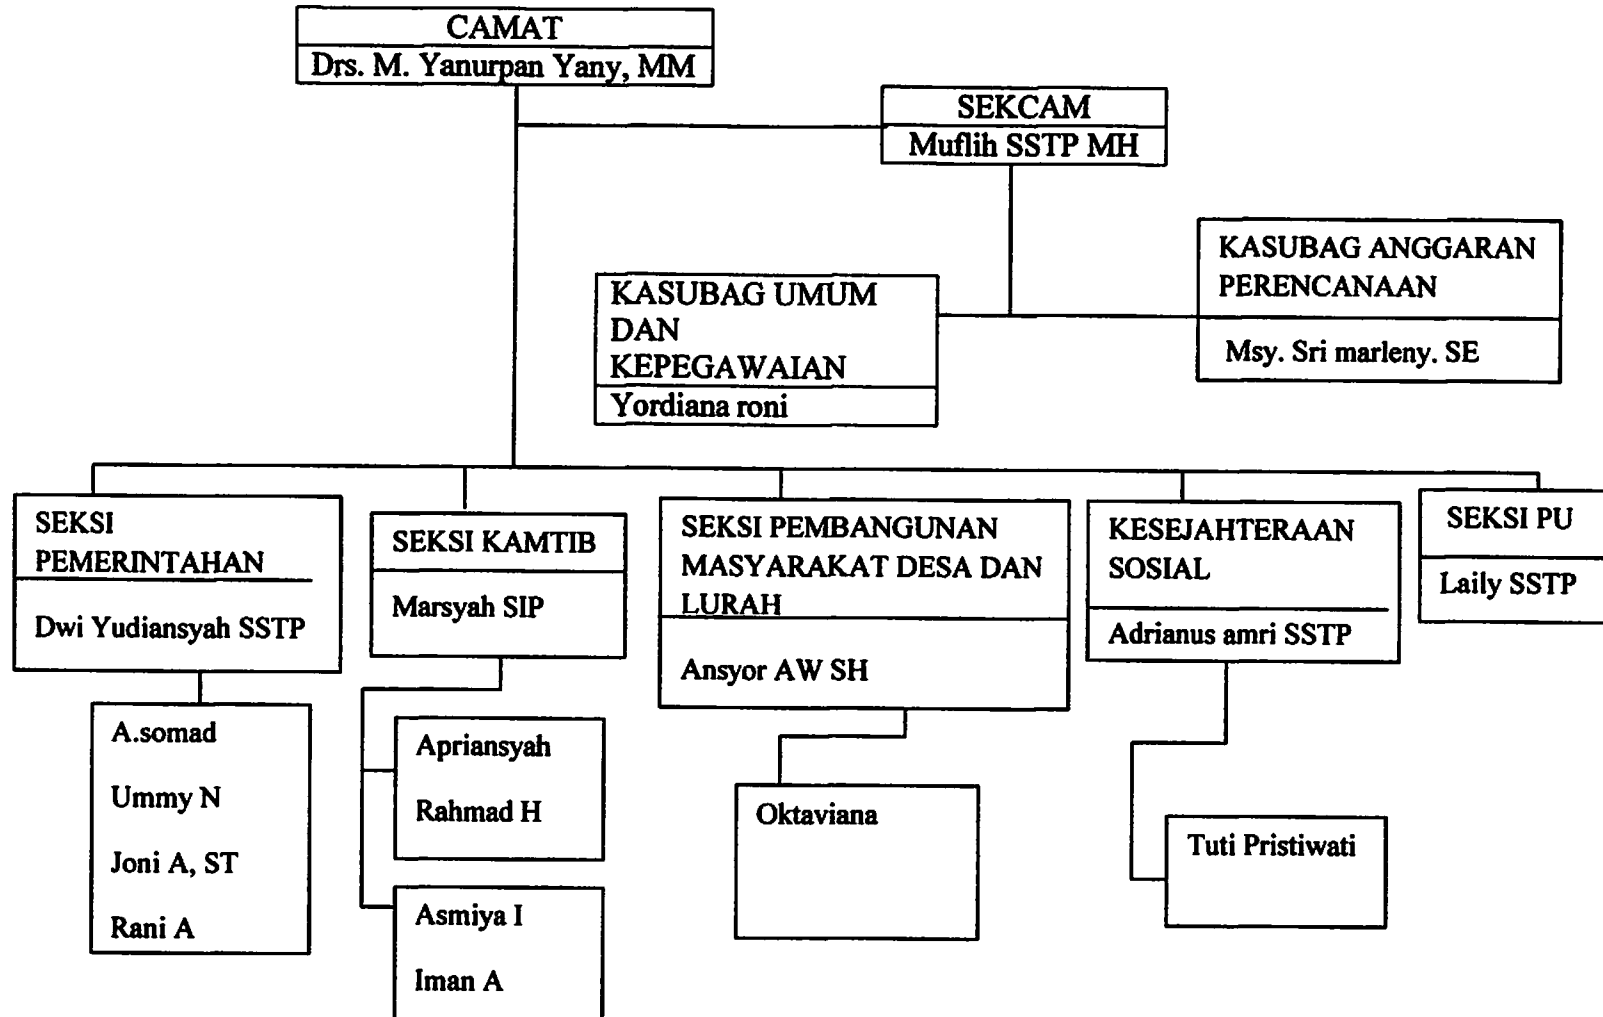 CAMAT
Drs. M. Yanurpan Yany, MM
SEKCAM
Muflih SSTP MH
KASUBAG ANGGARAN
PERENCANAAN
Msy. Sri marleny. SE
KASUBAG UMUM
DAN
KEPEGAWAIAN
Yordiana roni
SEKSI
PEMERINTAHAN
Dwi Yudiansyah SSTP
A.somad
Ummy N
Joni A, ST
Rani A
SEKSI KAMTIB
Marsyah SIP
Apriansyah
Rahmad H
Asmiya I
Iman A
SEKSI PEMBANGUNAN
MASYARAKAT DESA DAN
LURAH
Ansyor AW SH
Oktaviana
KESEJAHTERAAN
SOSIAL
Adrianus amri SSTP
Tuti Pristiwati
SEKSI PU
Laily SSTP